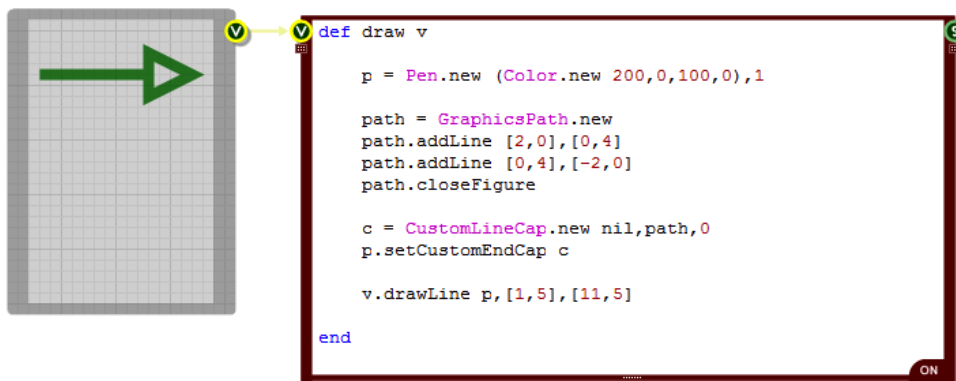 V
V
def draw v
p = Pen.new (Color.new 200,0,100,0),1
path = GraphicsPath.new
path.addLine [2,0],[0,4]
path.addLine [0,4],[-2,0]
path.closeFigure
c = CustomLineCap.new nil,path,0
p.setCustomEndCap c
v.drawLine p,[1,5],[11,5]
end
ON